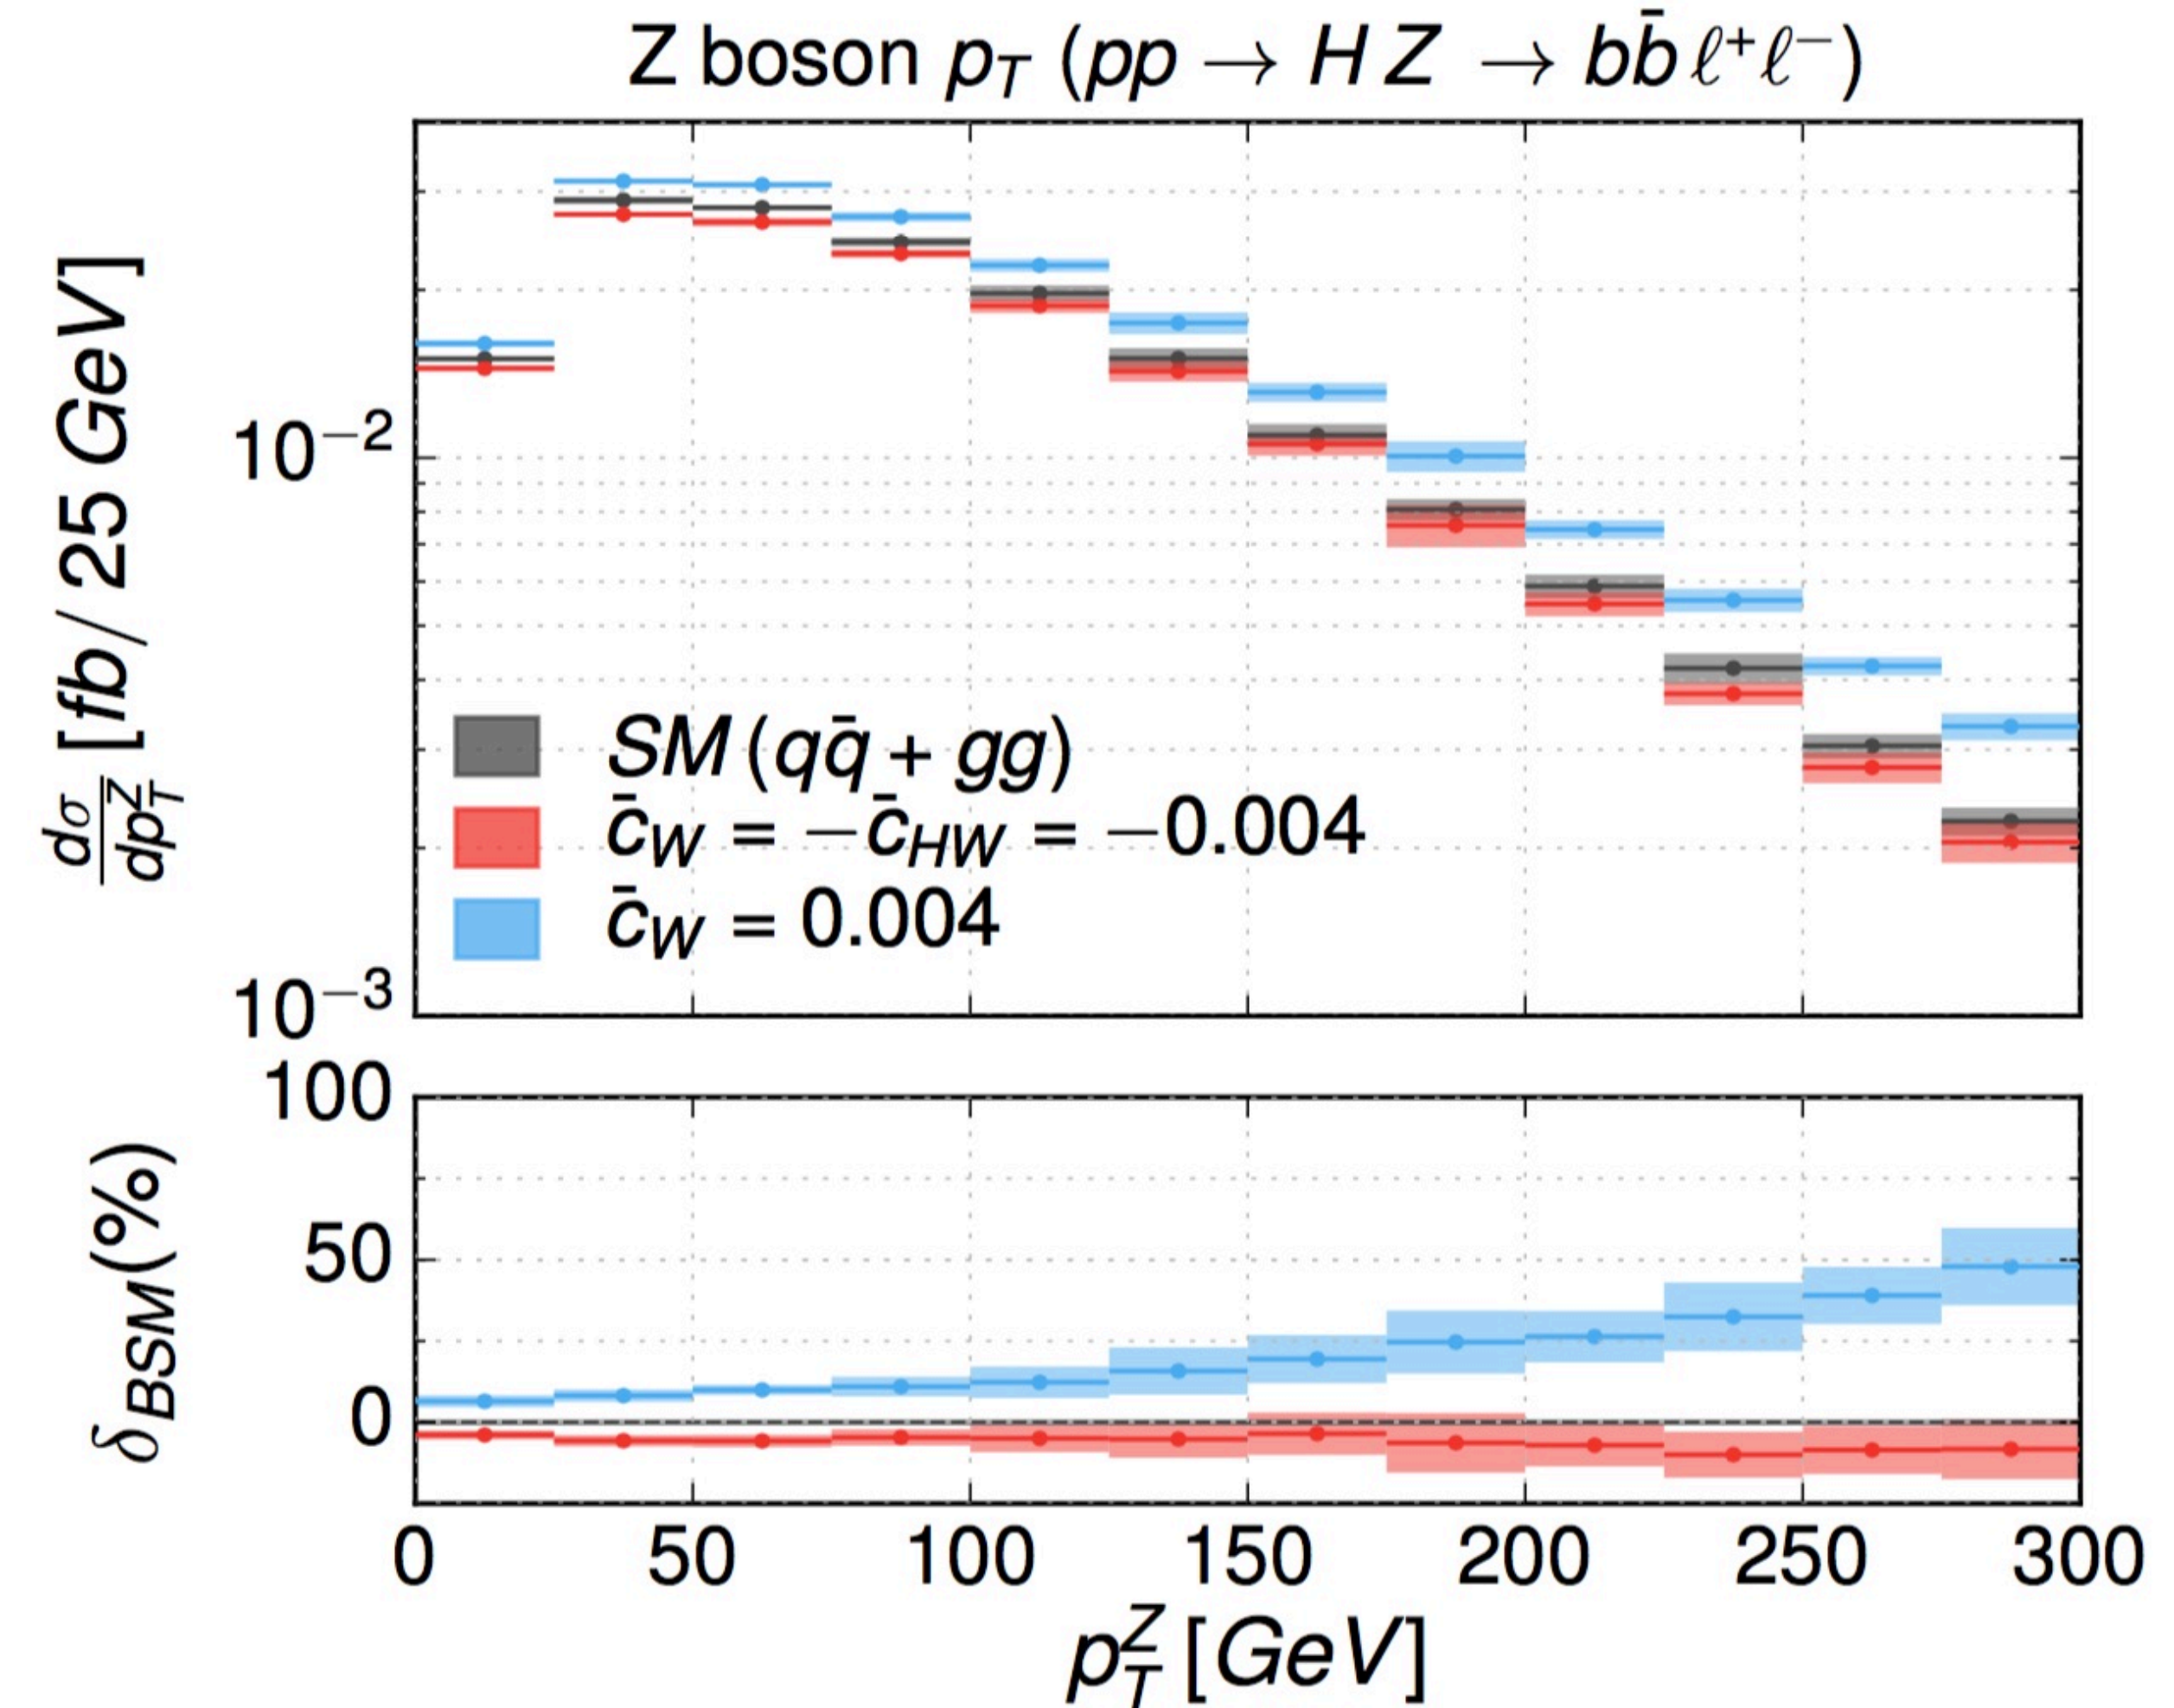 Z boson p_T (pp → H Z → bb̄ ℓ⁺ℓ⁻)
dσ/dp_T^Z [fb / 25 GeV]
10⁻²
10⁻³
SM (qq̄ + gg)
c̄_W = −c̄_HW = −0.004
c̄_W = 0.004
δ_BSM(%)
100
50
0
0 50 100 150 200 250 300
p_T^Z [GeV]